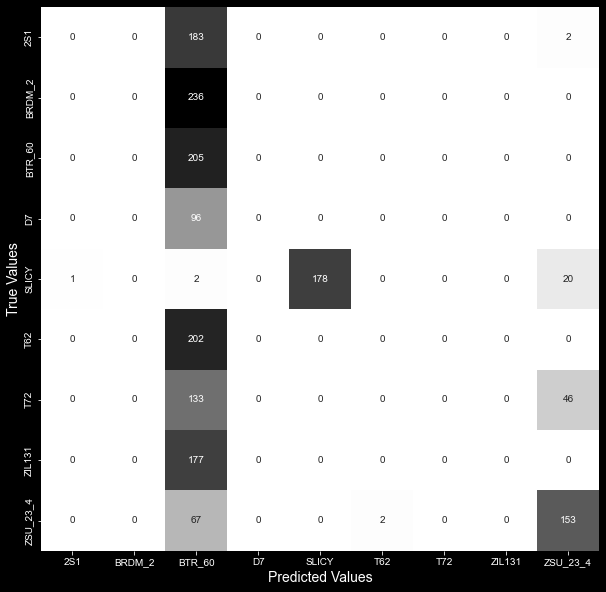 2S1 0 0 183 0 0 0 0 0 2
BRDM_2 0 0 236 0 0 0 0 0 0
BTR_60 0 0 205 0 0 0 0 0 0
D7 0 0 96 0 0 0 0 0 0
SLICY 1 0 2 0 178 0 0 0 20
T62 0 0 202 0 0 0 0 0 0
T72 0 0 133 0 0 0 0 0 46
ZIL131 0 0 177 0 0 0 0 0 0
ZSU_23_4 0 0 67 0 0 2 0 0 153
True Values
2S1 BRDM_2 BTR_60 D7 SLICY T62 T72 ZIL131 ZSU_23_4
Predicted Values